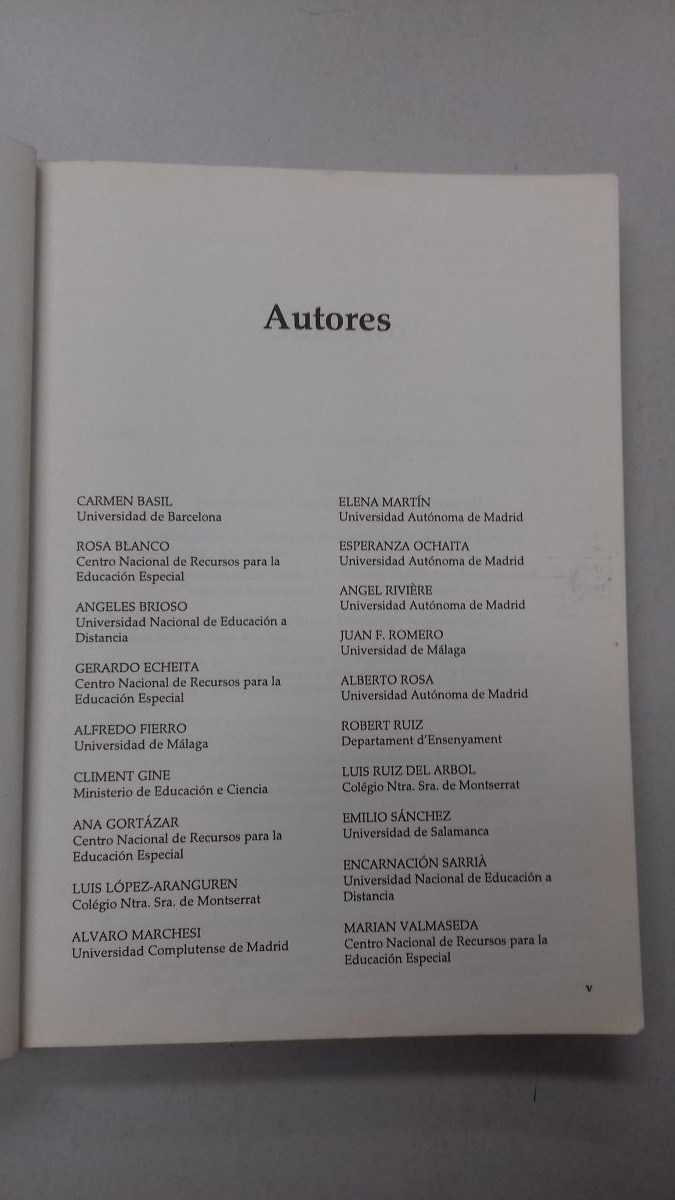 Autores
CARMEN BASIL
Universidad de Barcelona
ROSA BLANCO
Centro Nacional de Recursos para la
Educación Especial
ANGELES BRIOSO
Universidad Nacional de Educación a
Distancia
GERARDO ECHEITA
Centro Nacional de Recursos para la
Educación Especial
ALFREDO FIERRO
Universidad de Málaga
CLIMENT GINE
Ministerio de Educación e Ciencia
ANA GORTÁZAR
Centro Nacional de Recursos para la
Educación Especial
LUIS LÓPEZ-ARANGUREN
Colégio Ntra. Sra. de Montserrat
ALVARO MARCHESI
Universidad Complutense de Madrid
ELENA MARTÍN
Universidad Autónoma de Madrid
ESPERANZA OCHAITA
Universidad Autónoma de Madrid
ANGEL RIVIÈRE
Universidad Autónoma de Madrid
JUAN F. ROMERO
Universidad de Málaga
ALBERTO ROSA
Universidad Autónoma de Madrid
ROBERT RUIZ
Departament d'Ensenyament
LUIS RUIZ DEL ARBOL
Colégio Ntra. Sra. de Montserrat
EMILIO SÁNCHEZ
Universidad de Salamanca
ENCARNACIÓN SARRIÀ
Universidad Nacional de Educación a
Distancia
MARIAN VALMASEDA
Centro Nacional de Recursos para la
Educación Especial
v